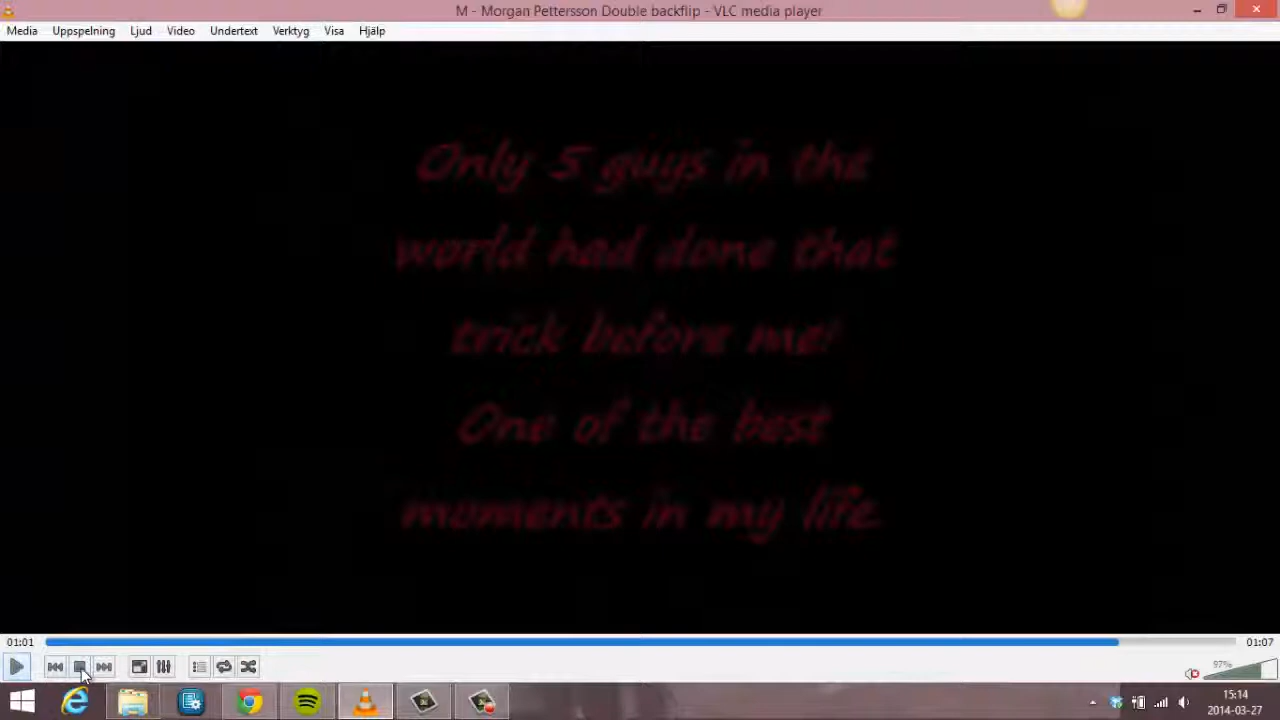 M - Morgan Pettersson Double backflip - VLC media player
Media Uppspelning Ljud Video Undertext Verktyg Visa Hjälp
Only 5 guys in the
world had done that
trick before me!
One of the best
moments in my life
01:01 01:07
97%
15:14
2014-03-27